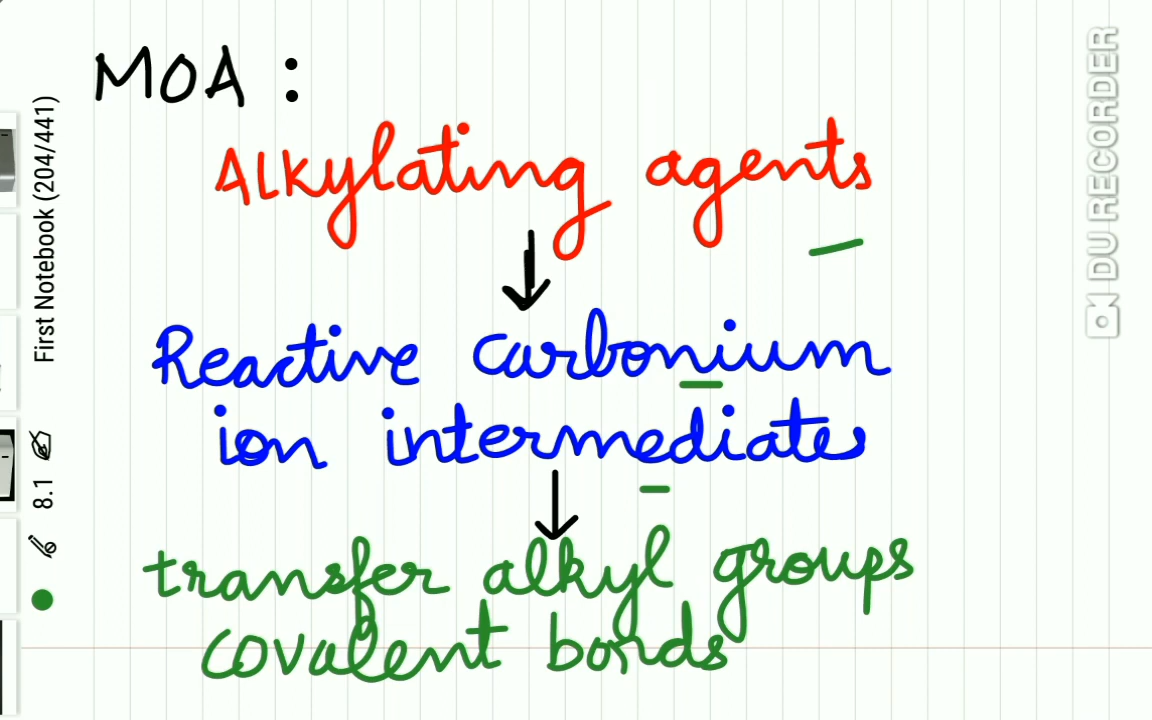 MOA :
Alkylating agents
Reactive carbonium
ion intermediates
transfer alkyl groups
covalent bonds
First Notebook (204/441)
8.1
DU RECORDER